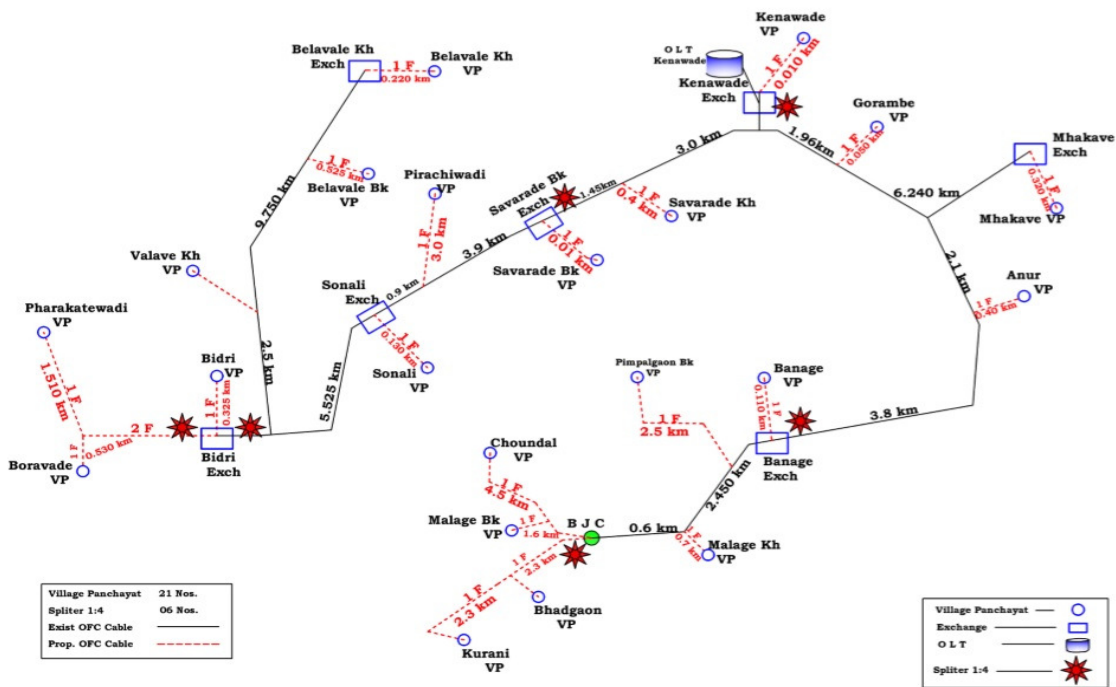 Kenawade
VP
Belavale Kh
Exch
Belavale Kh
VP
1 F
0.220 km
O L T
Kenawade
Kenawade
Exch
1 F
0.010 km
Gorambe
VP
1 F
0.050 km
1.96km
3.0 km
Mhakave
Exch
1 F
0.320 km
Mhakave VP
6.240 km
1 F
0.525 km
Belavale Bk
VP
9.750 km
Pirachiwadi
VP
1 F
3.0 km
Savarade Bk
Exch
1.45km
1 F
0.4 km
Savarade Kh
VP
3.9 km
1 F
0.01 km
Savarade Bk
VP
2.1 km
Anur
VP
1 F
0.40 km
Valave Kh
VP
Sonali
Exch
0.9 km
1 F
0.130 km
Sonali
VP
Pharakatewadi
VP
1 F
1.510 km
2.5 km
5.525 km
Bidri
VP
1 F
0.325 km
2 F
0.530 km
1 F
Boravade
VP
Bidri
Exch
Pimpalgaon Bk
VP
1 F
2.5 km
Banage
VP
1 F
0.110 km
3.8 km
Banage
Exch
2.450 km
Choundal
VP
1 F
4.5 km
Malage Bk
VP
1 F
1.6 km
B J C
0.6 km
1 F
0.7 km
Malage Kh
VP
1 F
2.3 km
Bhadgaon
VP
1 F
2.3 km
Kurani
VP
Village Panchayat 21 Nos.
Spliter 1:4 06 Nos.
Exist OFC Cable
Prop. OFC Cable
Village Panchayat
Exchange
O L T
Spliter 1:4